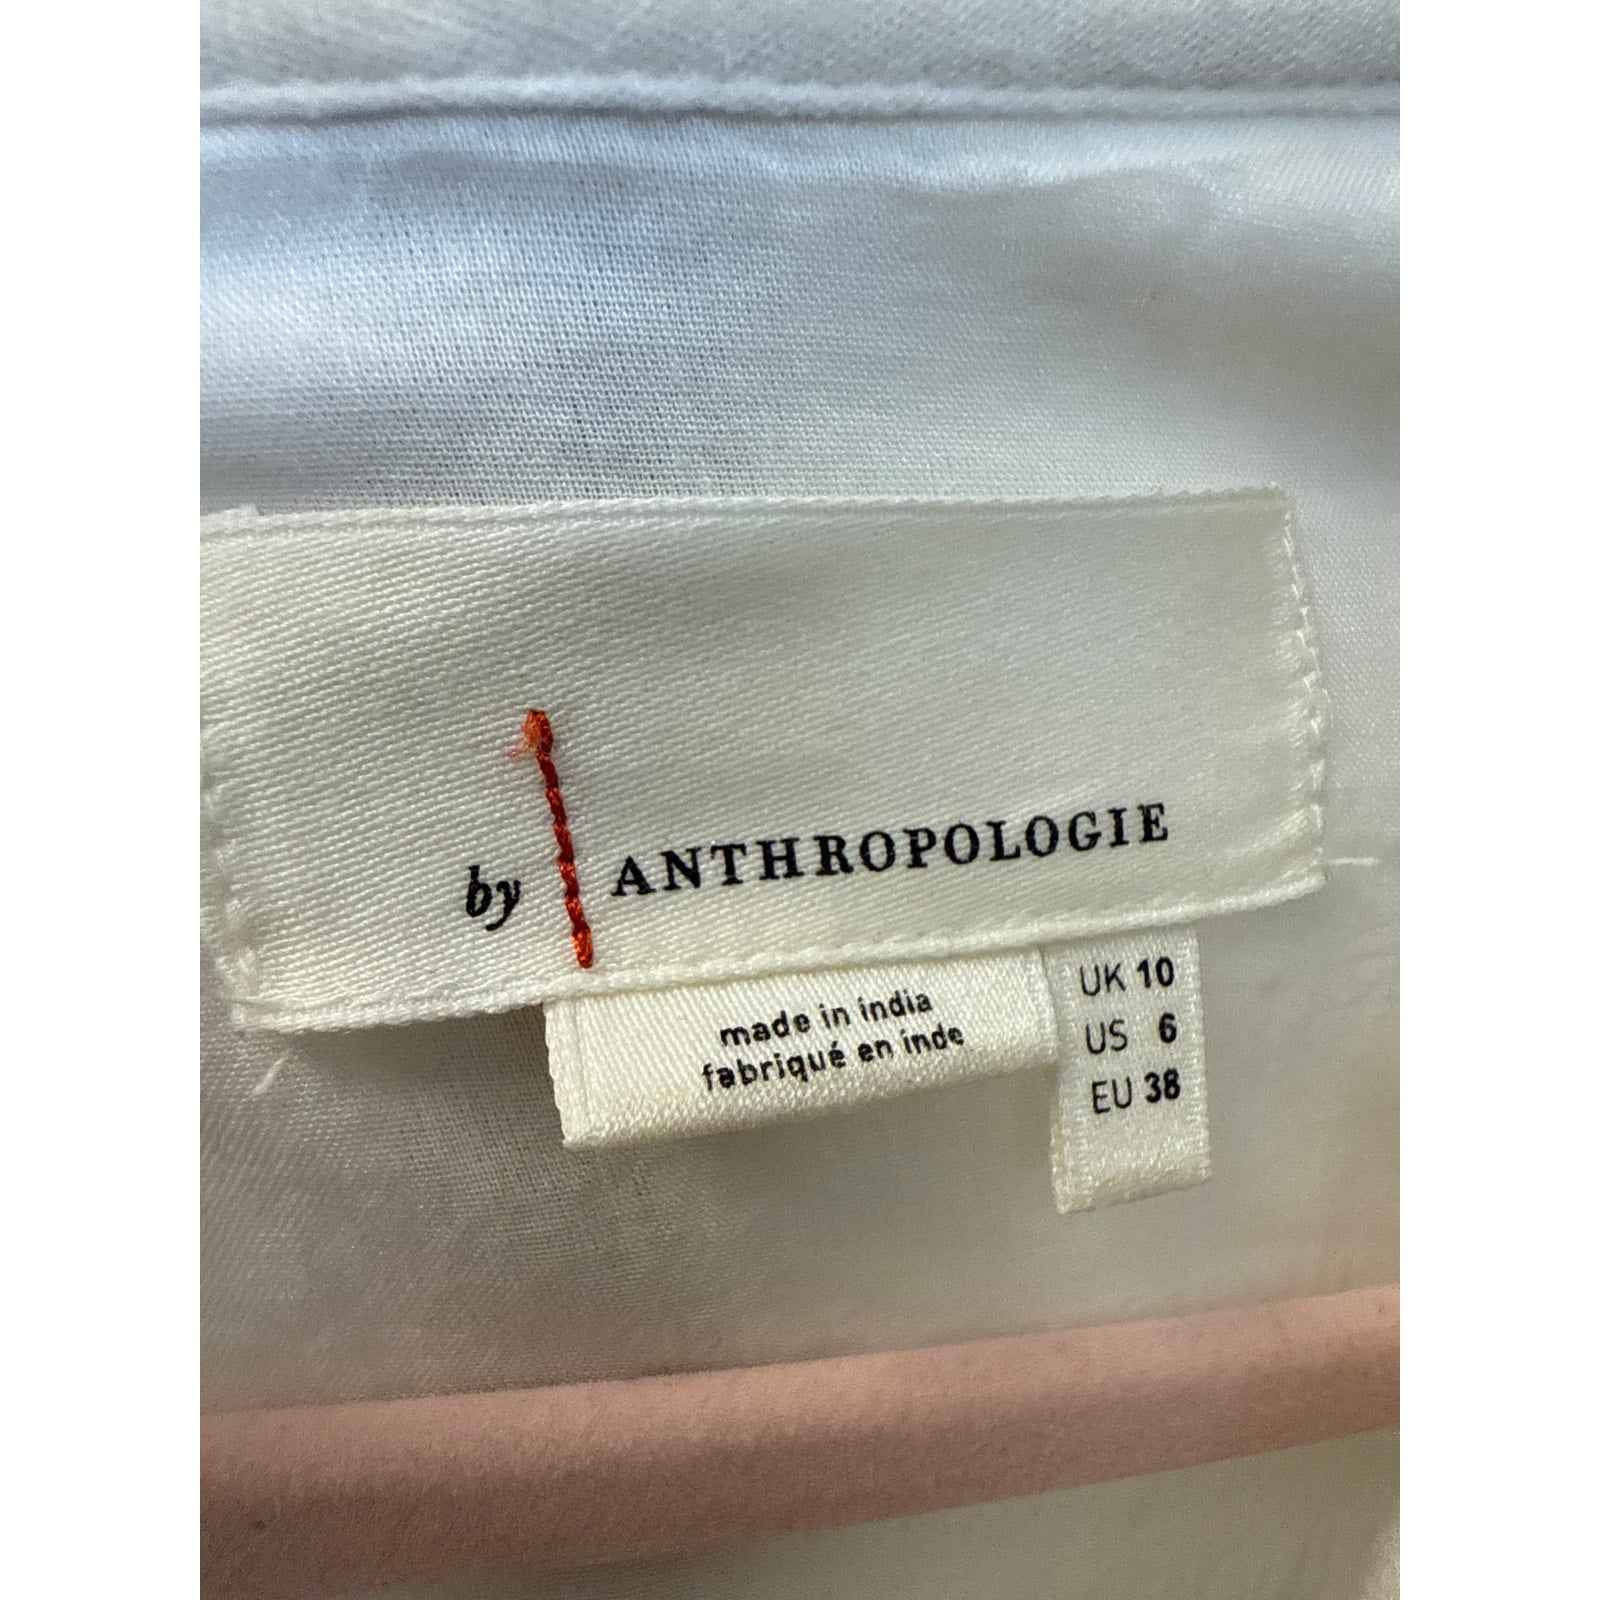 by ANTHROPOLOGIE
made in india
fabriqué en inde
UK 10
US 6
EU 38